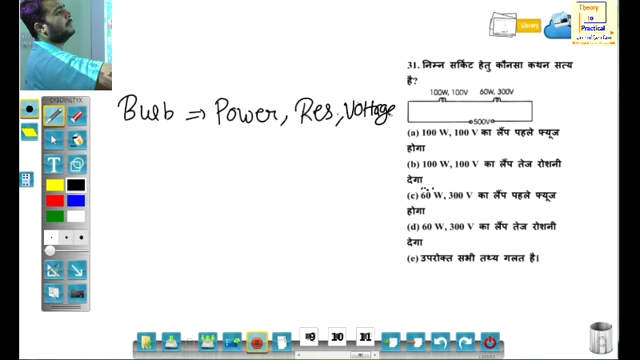 Theory
to
Practical
Library
31. निम्न सर्किट हेतु कौनसा कथन सत्य
है?
100W, 100V 60W, 300V
500V
(a) 100 W, 100 V का लैंप पहले फ्यूज
होगा
(b) 100 W, 100 V का लैंप तेज रोशनी
देगा
(c) 60 W, 300 V का लैंप पहले फ्यूज
होगा
(d) 60 W, 300 V का लैंप तेज रोशनी
देगा
(e) उपरोक्त सभी तथ्य गलत है।
Bulb => Power, Res, Voltage
T
9 10 11